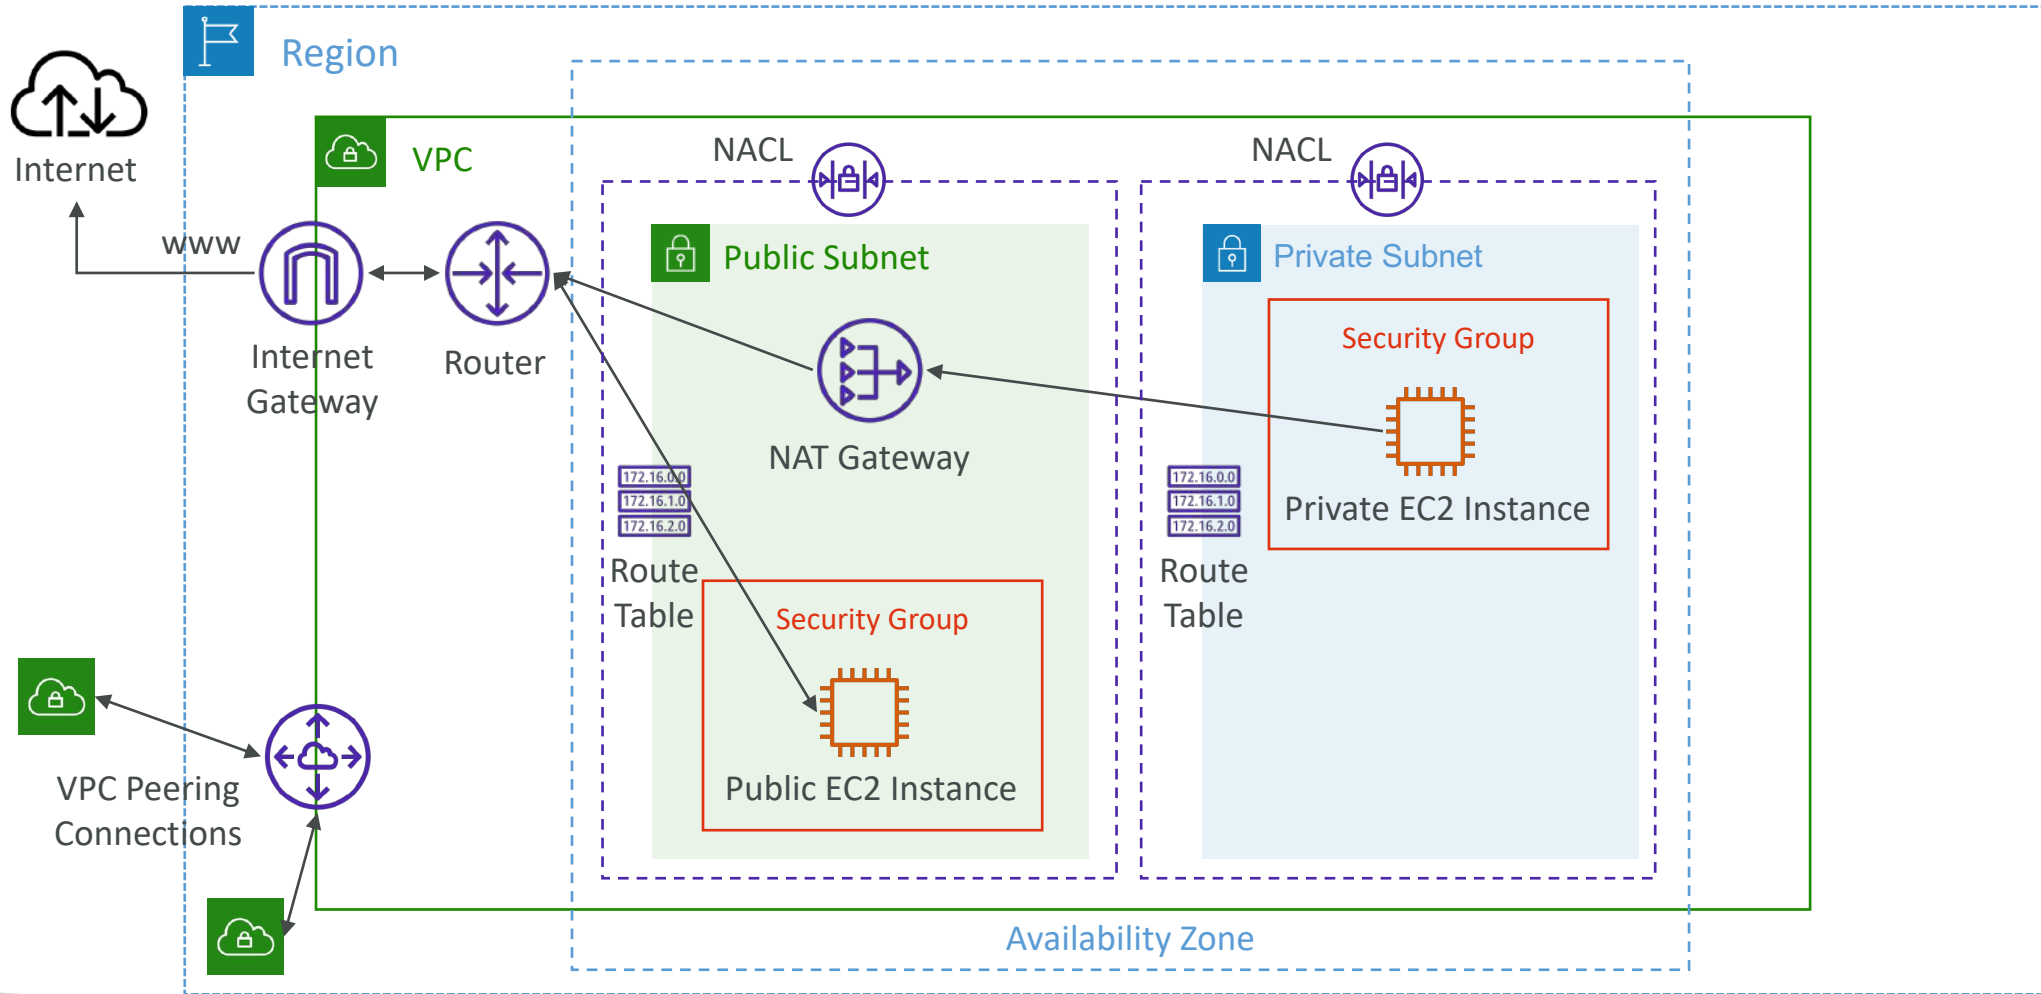 Region
Internet
VPC
NACL
NACL
www
Public Subnet
Private Subnet
Internet
Gateway
Router
Security Group
NAT Gateway
172.16.0.0
172.16.1.0
172.16.2.0
Route
Table
172.16.0.0
172.16.1.0
172.16.2.0
Route
Table
Private EC2 Instance
Security Group
Public EC2 Instance
VPC Peering
Connections
Availability Zone